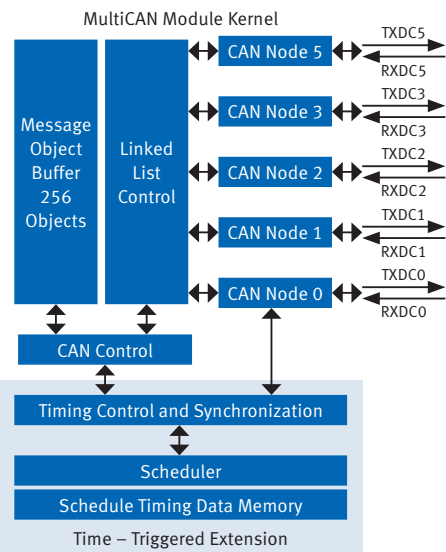 MultiCAN Module Kernel
Message
Object
Buffer
256
Objects
Linked
List
Control
CAN Node 5
TXDC5
RXDC5
CAN Node 3
TXDC3
RXDC3
CAN Node 2
TXDC2
RXDC2
CAN Node 1
TXDC1
RXDC1
CAN Node 0
TXDC0
RXDC0
CAN Control
Timing Control and Synchronization
Scheduler
Schedule Timing Data Memory
Time – Triggered Extension